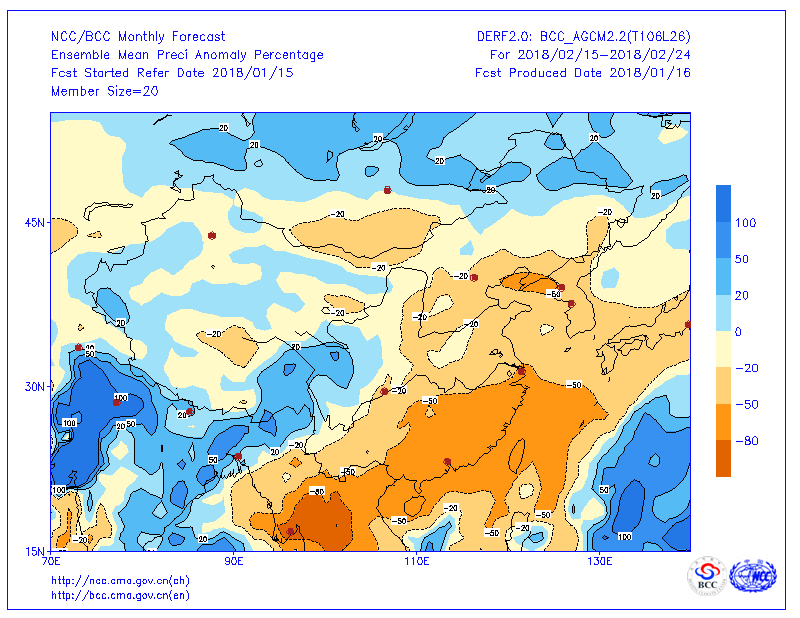 NCC/BCC Monthly Forecast
DERF2.0: BCC_AGCM2.2(T106L26)
Ensemble Mean Preci Anomaly Percentage
For 2018/02/15-2018/02/24
Fcst Started Refer Date 2018/01/15
Fcst Produced Date 2018/01/16
Member Size=20
20
20
20
20
20
20
20
-20
-20
45N
-20
-20
-50
-20
20
-20
-20
-20
20
50
30N
-20
-50
100
-50
20
100
20
50
-20
20
50
-50
100
-80
50
-20
-50
-50
20
-50
-20
20
100
15N
70E
90E
110E
130E
100
50
20
0
-20
-50
-80
http://ncc.cma.gov.cn(ch)
http://bcc.cma.gov.cn(en)
BCC
NCC